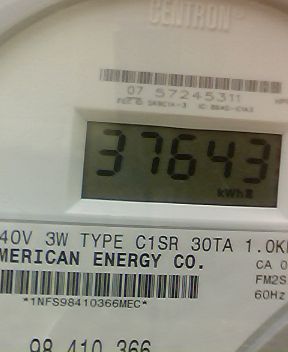 CENTRON®
07 57245311
37643
kWh
40V 3W TYPE C1SR 30TA 1.0K
MERICAN ENERGY CO.
CA 0
FM2S
60Hz
*1NFS98410366MEC*
98 410 366